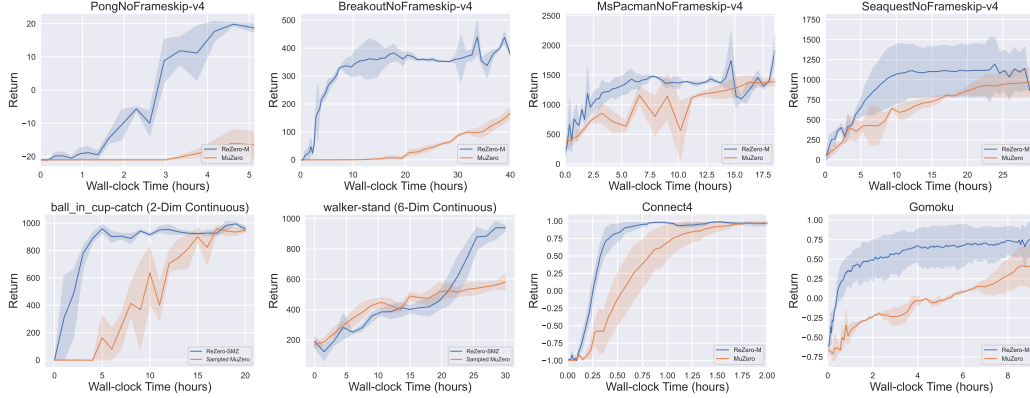 PongNoFrameskip-v4
BreakoutNoFrameskip-v4
MsPacmanNoFrameskip-v4
SeaquestNoFrameskip-v4
Return
20
10
0
−10
−20
0 1 2 3 4 5
Wall-clock Time (hours)
ReZero-M
MuZero
Return
400
300
200
100
0
0 10 20 30 40
Wall-clock Time (hours)
ReZero-M
MuZero
Return
2500
2000
1500
1000
500
0
0.0 2.5 5.0 7.5 10.0 12.5 15.0 17.5
Wall-clock Time (hours)
ReZero-M
MuZero
Return
1750
1500
1250
1000
750
500
250
0
0 5 10 15 20 25
Wall-clock Time (hours)
ReZero-M
MuZero
ball_in_cup-catch (2-Dim Continuous)
walker-stand (6-Dim Continuous)
Connect4
Gomoku
Return
1000
800
600
400
200
0
0 5 10 15 20
Wall-clock Time (hours)
ReZero-SMZ
Sampled MuZero
Return
1000
800
600
400
200
0 5 10 15 20 25 30
Wall-clock Time (hours)
ReZero-SMZ
Sampled MuZero
Return
1.00
0.75
0.50
0.25
0.00
−0.25
−0.50
−0.75
−1.00
0.00 0.25 0.50 0.75 1.00 1.25 1.50 1.75 2.00
Wall-clock Time (hours)
ReZero-M
MuZero
Return
0.75
0.50
0.25
0.00
−0.25
−0.50
−0.75
0 2 4 6 8
Wall-clock Time (hours)
ReZero-M
MuZero